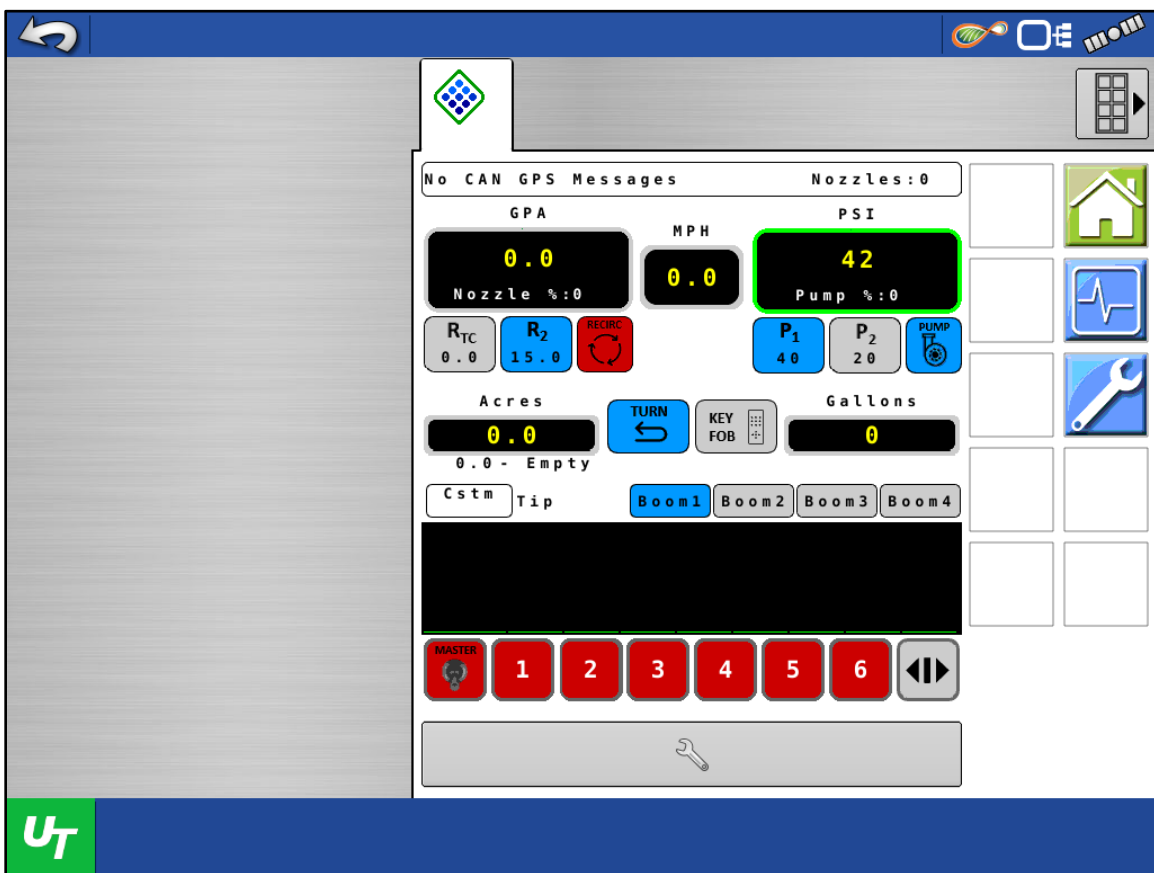 No CAN GPS Messages Nozzles:0
GPA MPH PSI
0.0 0.0 42
Nozzle %:0 Pump %:0
RTC R2 RECIRC P1 P2 PUMP
0.0 15.0 40 20
Acres TURN KEY FOB Gallons
0.0 0
0.0- Empty
Cstm Tip Boom1 Boom2 Boom3 Boom4
MASTER 1 2 3 4 5 6
UT